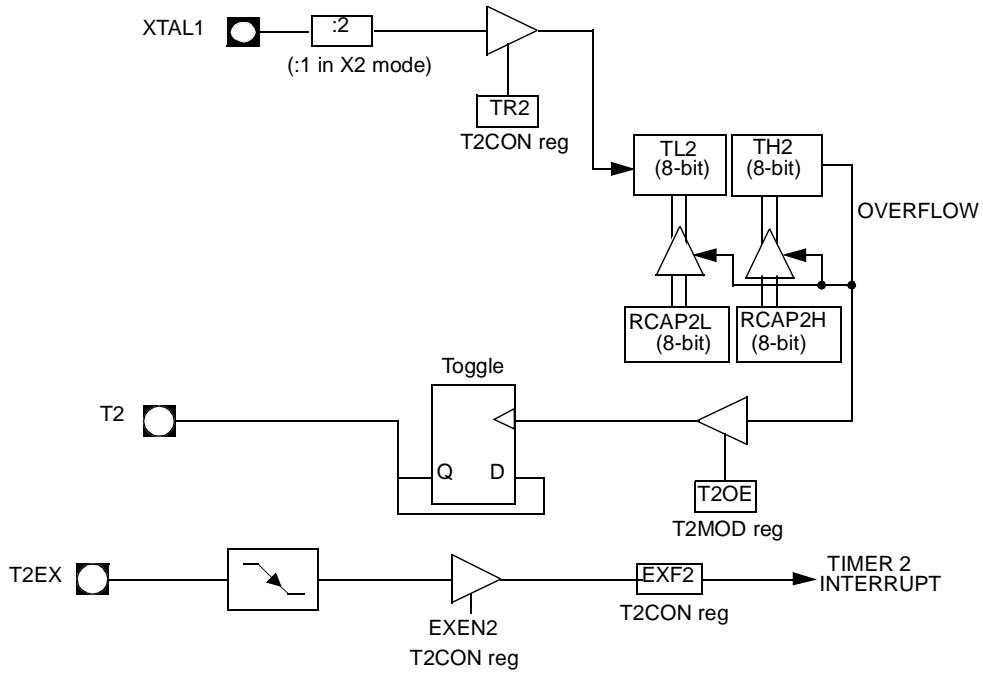 XTAL1
:2
(:1 in X2 mode)
TR2
T2CON reg
TL2
(8-bit)
TH2
(8-bit)
OVERFLOW
RCAP2L
(8-bit)
RCAP2H
(8-bit)
Toggle
T2
Q
D
T2OE
T2MOD reg
T2EX
EXEN2
T2CON reg
EXF2
T2CON reg
TIMER 2
INTERRUPT